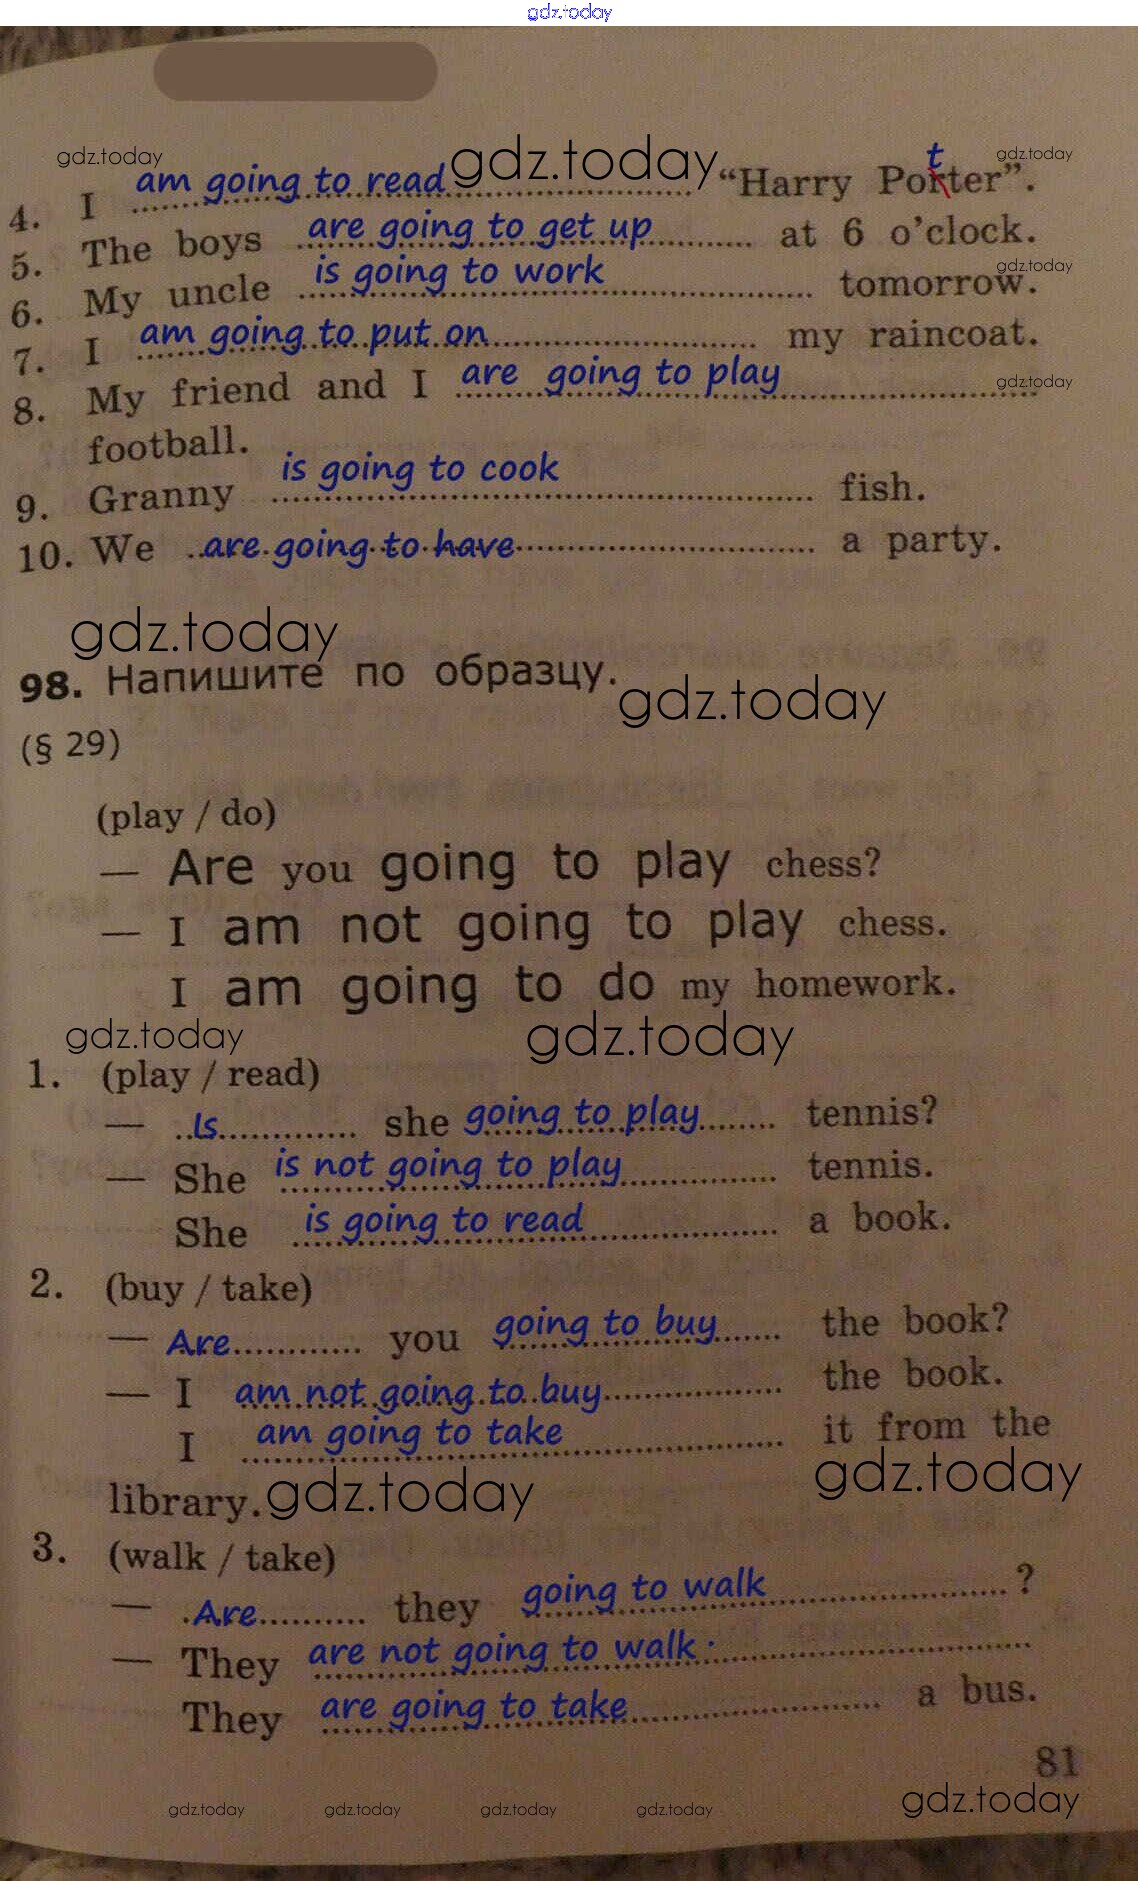 gdz.today
gdz.today gdz.today gdz.today
t
4. I am going to read "Harry Porter".
5. The boys are going to get up at 6 o'clock.
gdz.today
6. My uncle is going to work tomorrow.
7. I am going to put on my raincoat.
8. My friend and I are going to play gdz.today
football.
9. Granny is going to cook fish.
10. We are going to have a party.
gdz.today
98. Напишите по образцу.
gdz.today
(§ 29)
(play / do)
— Are you going to play chess?
— I am not going to play chess.
I am going to do my homework.
gdz.today gdz.today
1. (play / read)
— Is she going to play tennis?
— She is not going to play tennis.
She is going to read a book.
2. (buy / take)
— Are you going to buy the book?
— I am not going to buy the book.
I am going to take it from the
library. gdz.today gdz.today
3. (walk / take)
— Are they going to walk ?
— They are not going to walk.
They are going to take a bus.
81
gdz.today gdz.today gdz.today gdz.today gdz.today